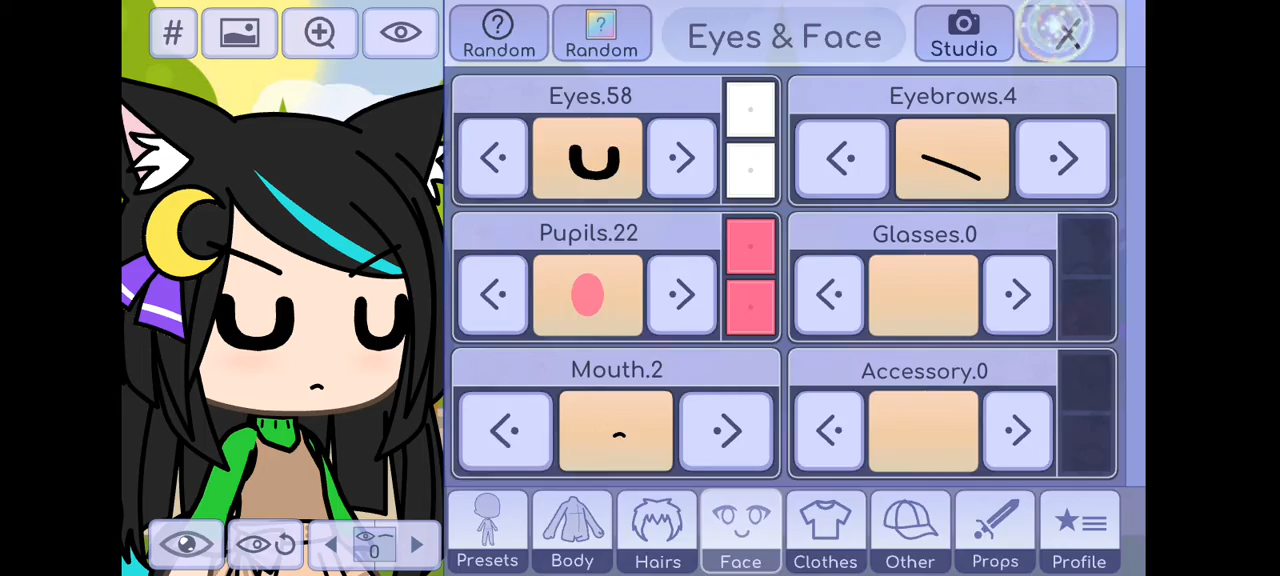 #
Random
Random
Eyes & Face
Studio
X
Eyes.58
Eyebrows.4
Pupils.22
Glasses.0
Mouth.2
Accessory.0
0
Presets
Body
Hairs
Face
Clothes
Other
Props
Profile